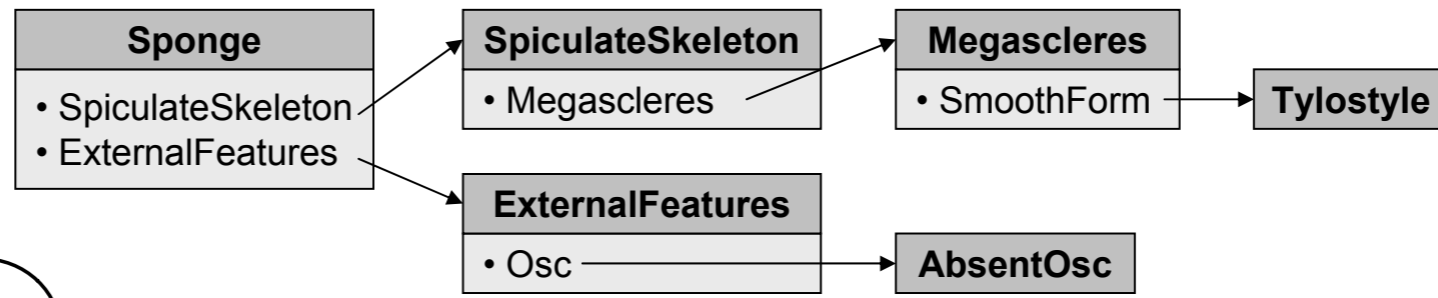 Sponge
• SpiculateSkeleton
• ExternalFeatures
SpiculateSkeleton
• Megascleres
Megascleres
• SmoothForm
Tylostyle
ExternalFeatures
• Osc
AbsentOsc